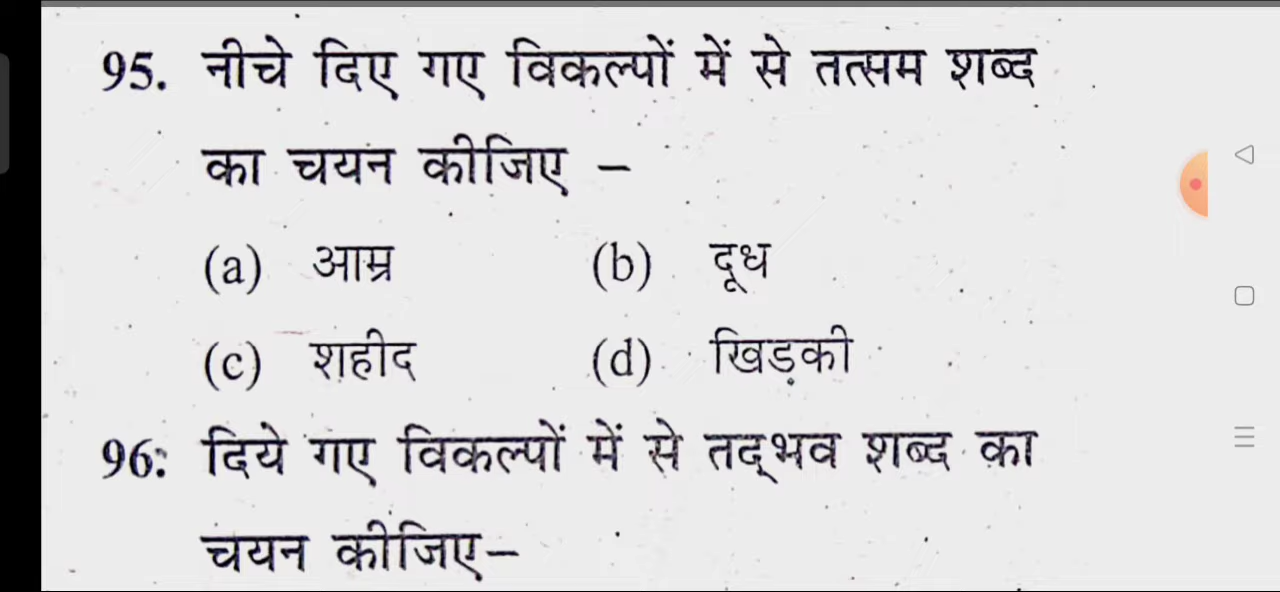 95. नीचे दिए गए विकल्पों में से तत्सम शब्द
का चयन कीजिए –
(a) आम्र (b) दूध
(c) शहीद (d) खिड़की
96: दिये गए विकल्पों में से तद्भव शब्द का
चयन कीजिए–